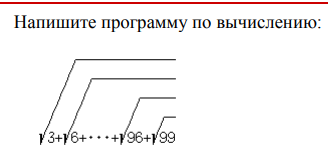 Напишите программу по вычислению:
√3+√6+···+√96+√99